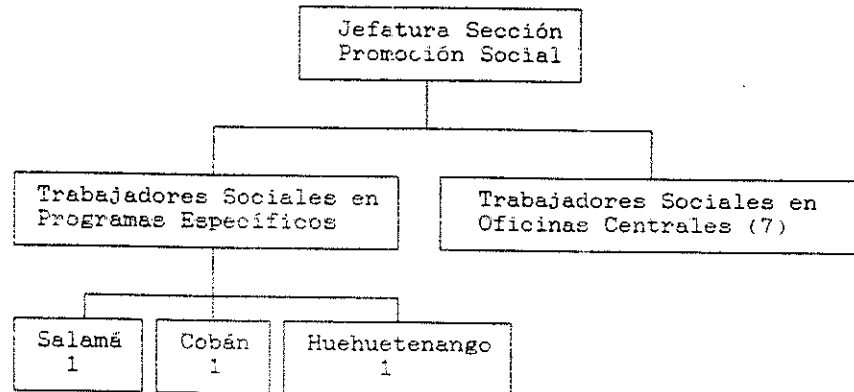 Jefatura Sección
Promoción Social
Trabajadores Sociales en
Programas Específicos
Trabajadores Sociales en
Oficinas Centrales (7)
Salamá
1
Cobán
1
Huehuetenango
1